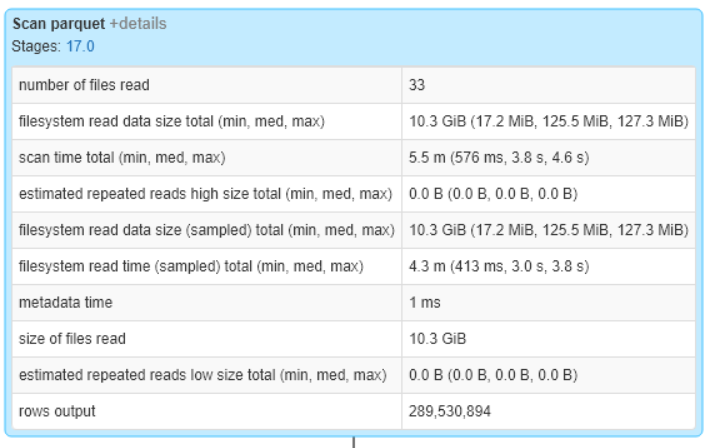 Scan parquet +details
Stages: 17.0
number of files read 33
filesystem read data size total (min, med, max) 10.3 GiB (17.2 MiB, 125.5 MiB, 127.3 MiB)
scan time total (min, med, max) 5.5 m (576 ms, 3.8 s, 4.6 s)
estimated repeated reads high size total (min, med, max) 0.0 B (0.0 B, 0.0 B, 0.0 B)
filesystem read data size (sampled) total (min, med, max) 10.3 GiB (17.2 MiB, 125.5 MiB, 127.3 MiB)
filesystem read time (sampled) total (min, med, max) 4.3 m (413 ms, 3.0 s, 3.8 s)
metadata time 1 ms
size of files read 10.3 GiB
estimated repeated reads low size total (min, med, max) 0.0 B (0.0 B, 0.0 B, 0.0 B)
rows output 289,530,894